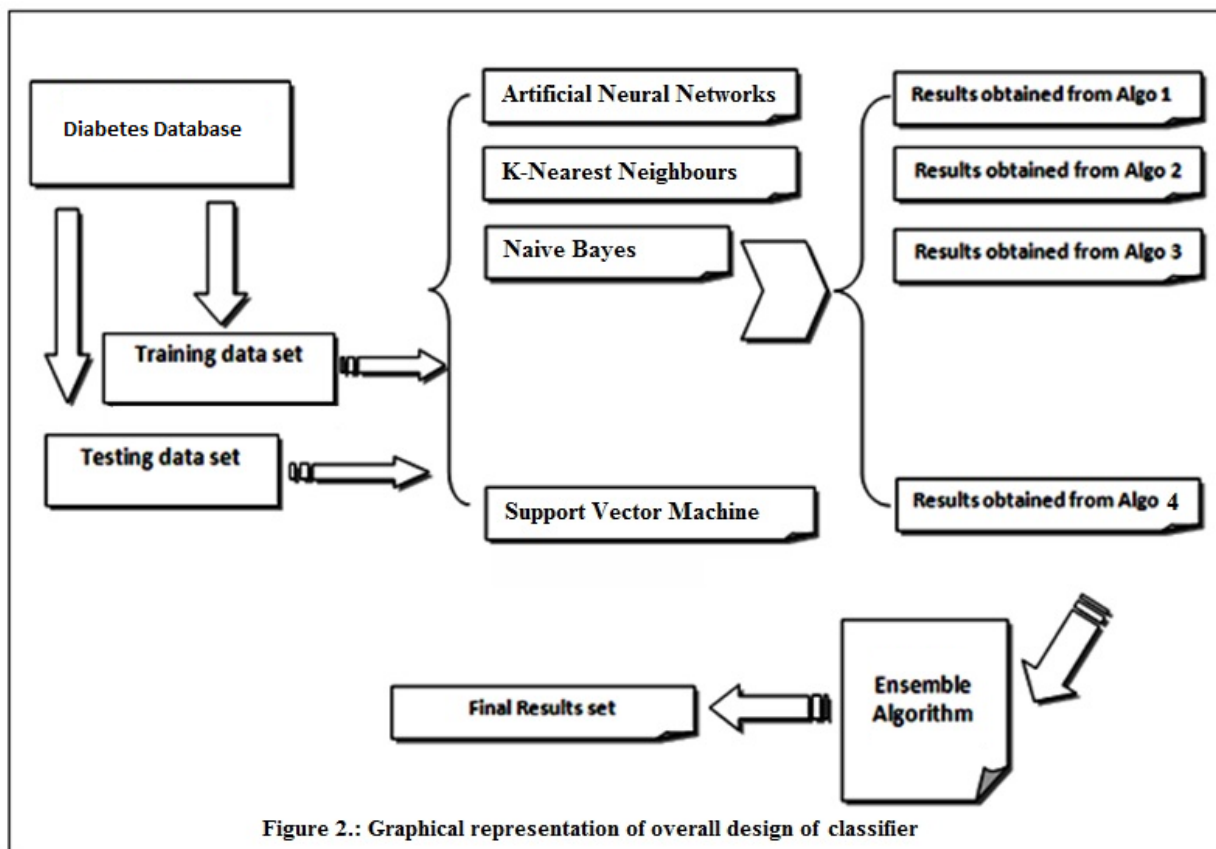 Diabetes Database
Training data set
Testing data set
Artificial Neural Networks
K-Nearest Neighbours
Naive Bayes
Support Vector Machine
Results obtained from Algo 1
Results obtained from Algo 2
Results obtained from Algo 3
Results obtained from Algo 4
Ensemble
Algorithm
Final Results set
Figure 2.: Graphical representation of overall design of classifier